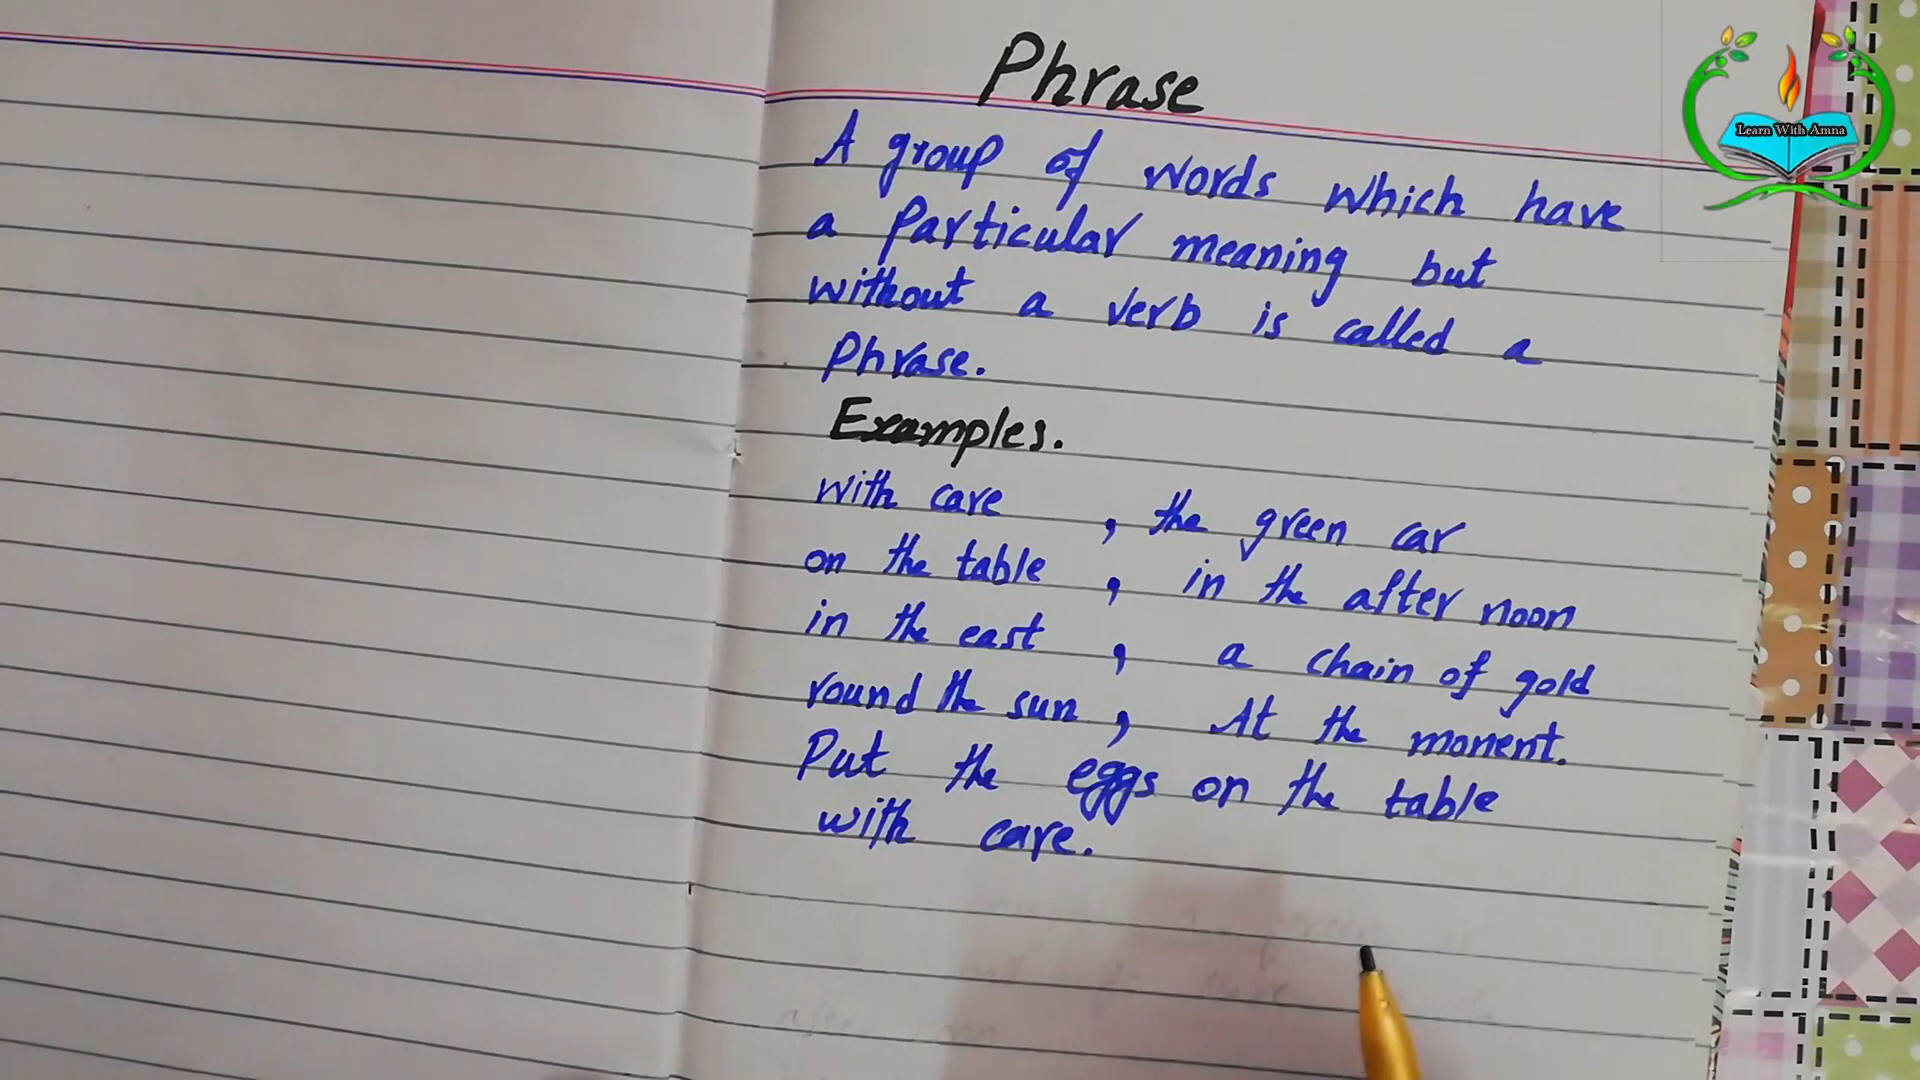 Phrase
A group of words which have
a particular meaning but
without a verb is called a
Phrase.
Examples.
with care , the green car
on the table , in the after noon
in the east , a chain of gold
round the sun , At the moment.
Put the eggs on the table
with care.
Learn With Amna